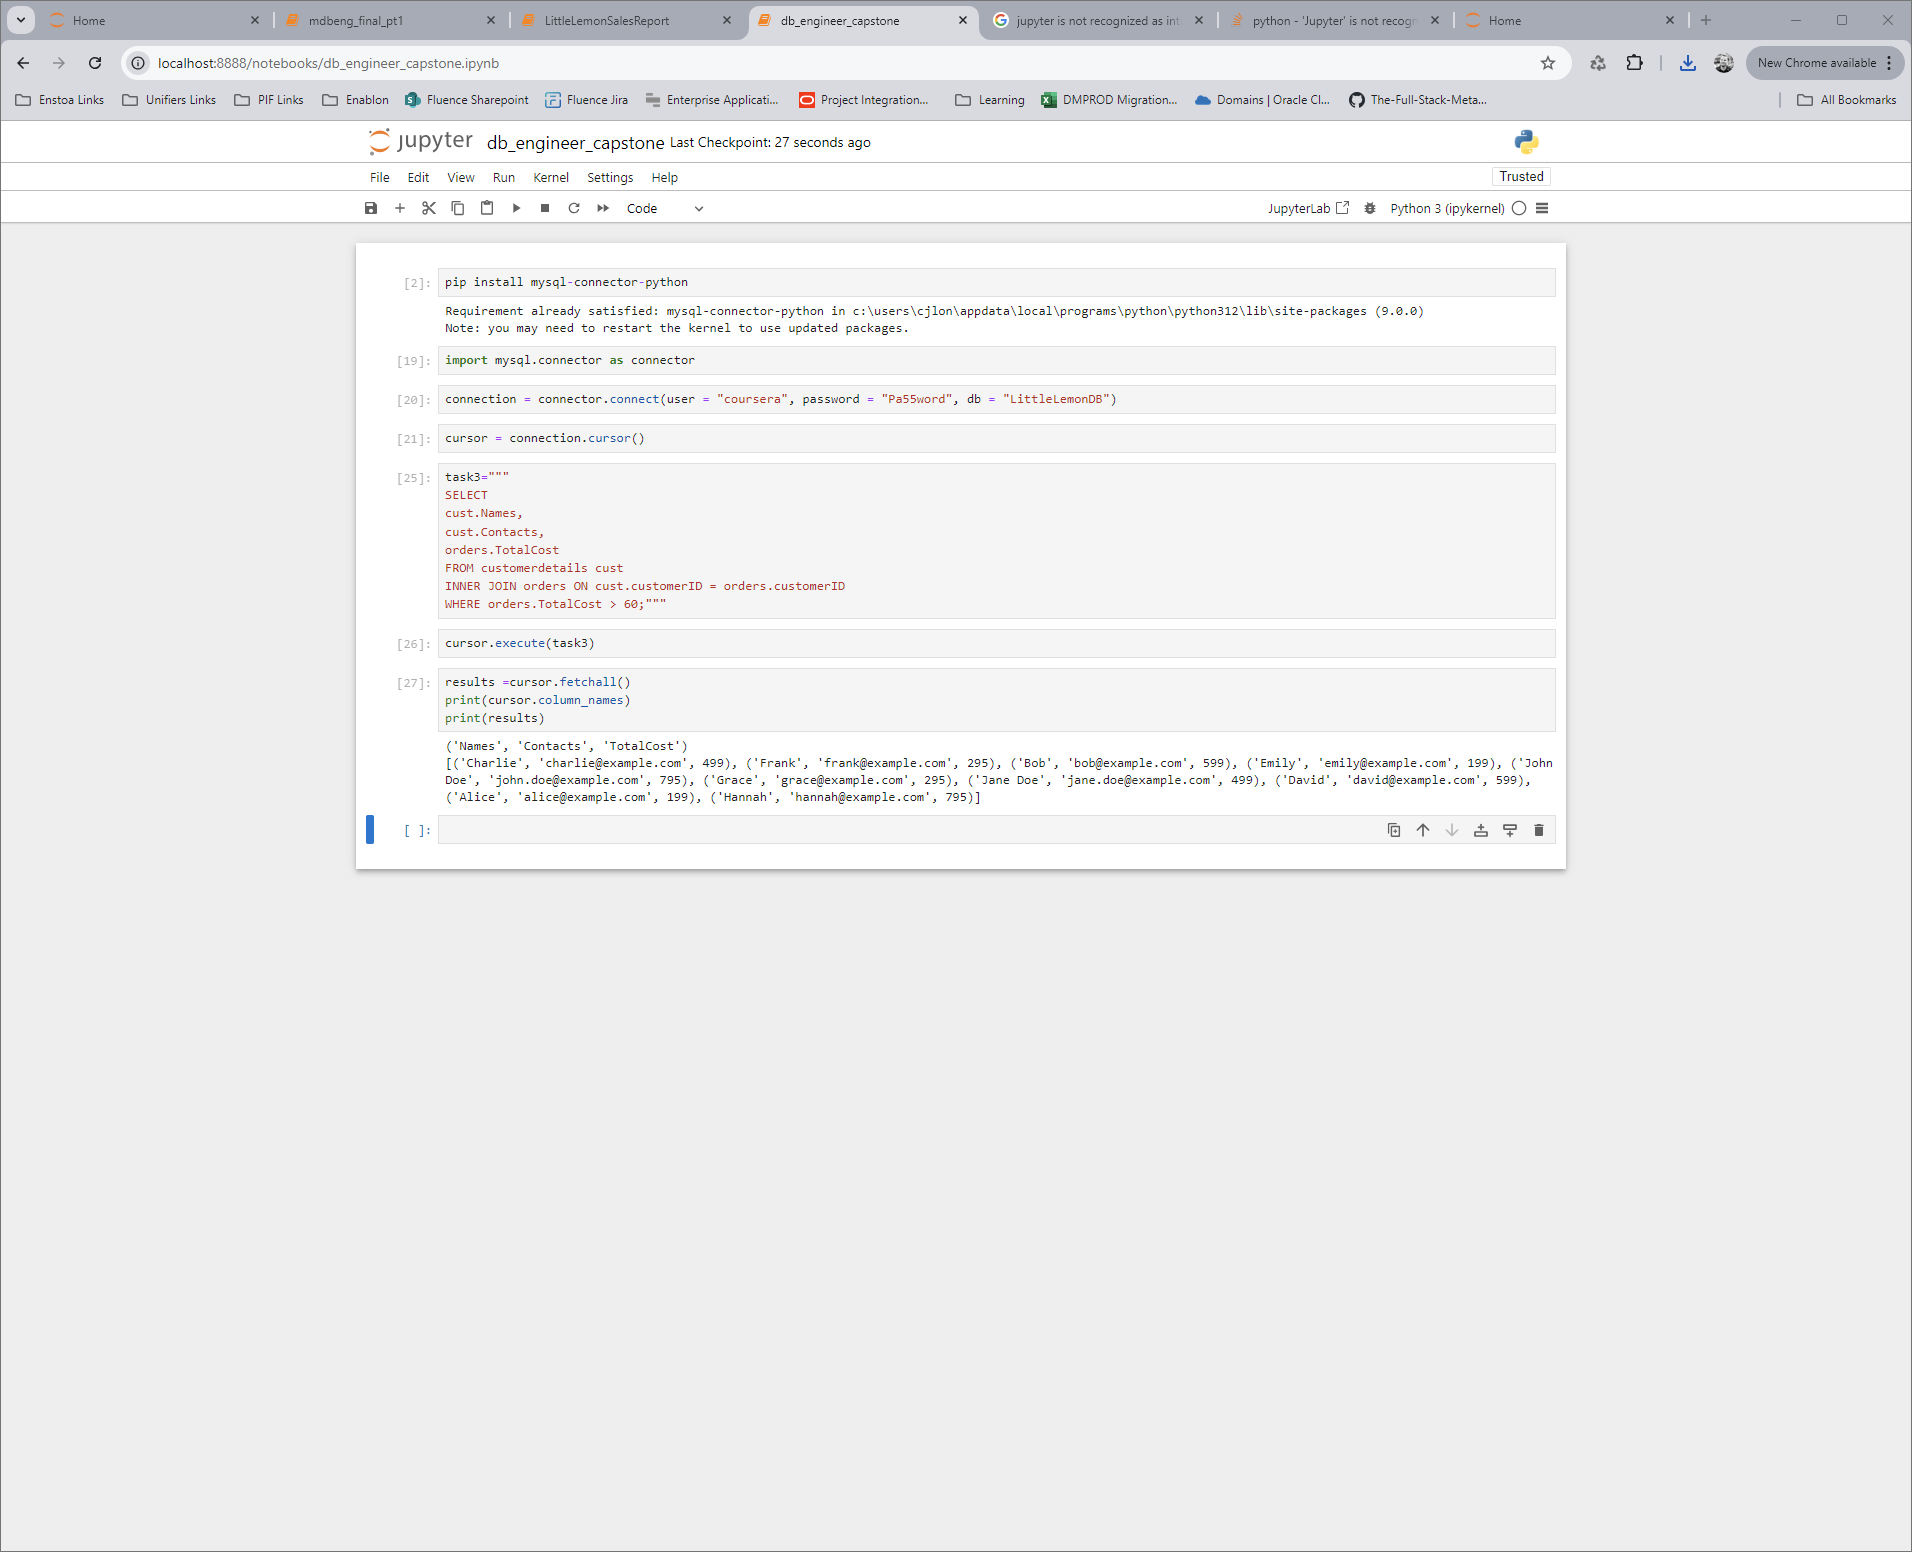 Home
mdbeng_final_pt1
LittleLemonSalesReport
db_engineer_capstone
jupyter is not recognized as int
python - 'Jupyter' is not recogn
Home
localhost:8888/notebooks/db_engineer_capstone.ipynb
New Chrome available
Enstoa Links
Unifiers Links
PIF Links
Enablon
Fluence Sharepoint
Fluence Jira
Enterprise Applicati...
Project Integration...
Learning
DMPROD Migration...
Domains | Oracle Cl...
The-Full-Stack-Meta...
All Bookmarks
jupyter db_engineer_capstone Last Checkpoint: 27 seconds ago
File Edit View Run Kernel Settings Help
Trusted
Code
JupyterLab
Python 3 (ipykernel)
[2]: pip install mysql-connector-python
Requirement already satisfied: mysql-connector-python in c:\users\cjlon\appdata\local\programs\python\python312\lib\site-packages (9.0.0)
Note: you may need to restart the kernel to use updated packages.
[19]: import mysql.connector as connector
[20]: connection = connector.connect(user = "coursera", password = "Pa55word", db = "LittleLemonDB")
[21]: cursor = connection.cursor()
[25]: task3="""
SELECT
cust.Names,
cust.Contacts,
orders.TotalCost
FROM customerdetails cust
INNER JOIN orders ON cust.customerID = orders.customerID
WHERE orders.TotalCost > 60;"""
[26]: cursor.execute(task3)
[27]: results =cursor.fetchall()
print(cursor.column_names)
print(results)
('Names', 'Contacts', 'TotalCost')
[('Charlie', 'charlie@example.com', 499), ('Frank', 'frank@example.com', 295), ('Bob', 'bob@example.com', 599), ('Emily', 'emily@example.com', 199), ('John
Doe', 'john.doe@example.com', 795), ('Grace', 'grace@example.com', 295), ('Jane Doe', 'jane.doe@example.com', 499), ('David', 'david@example.com', 599),
('Alice', 'alice@example.com', 199), ('Hannah', 'hannah@example.com', 795)]
[ ]: